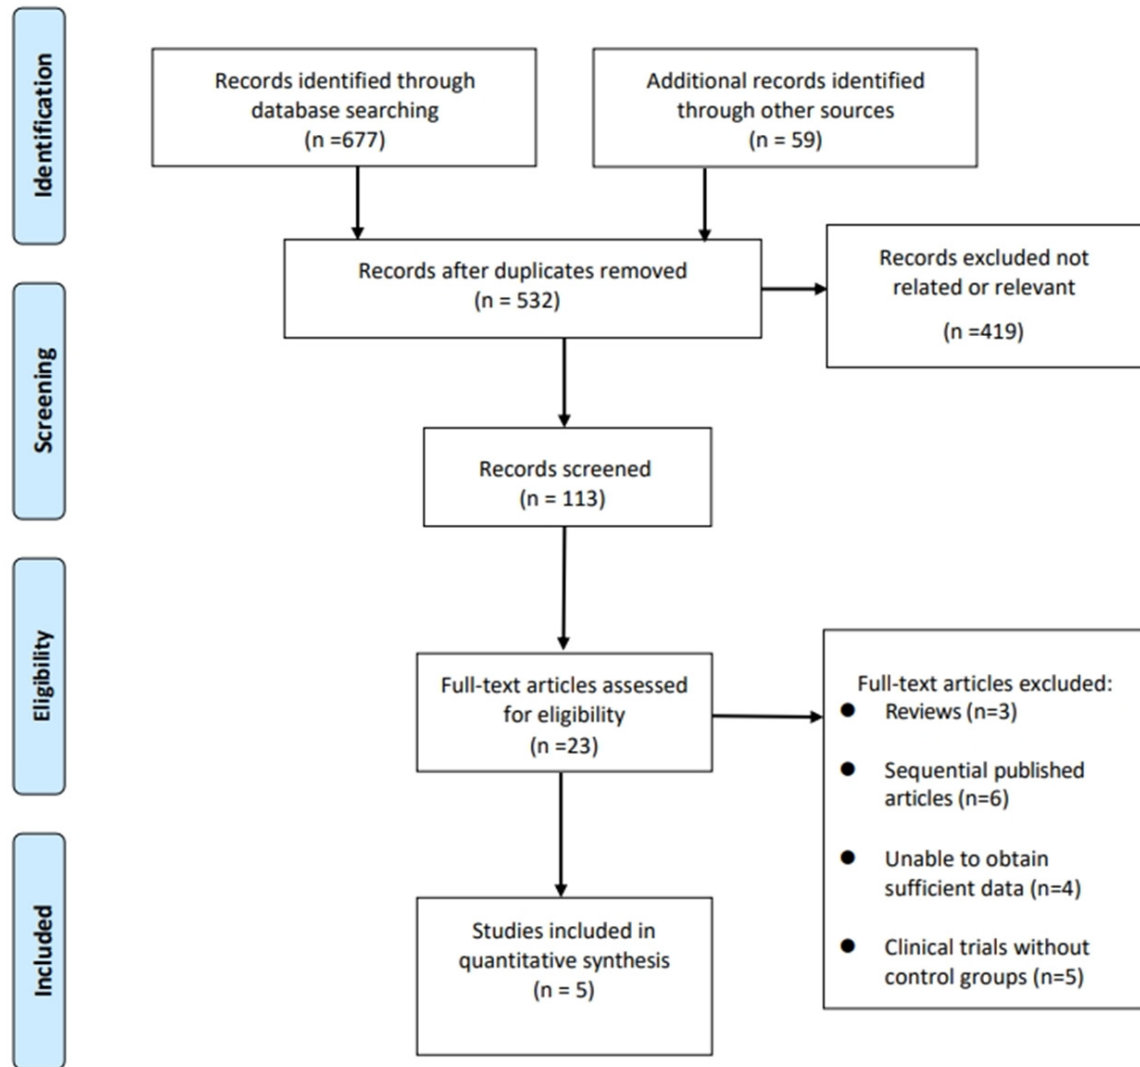 Identification
Records identified through
database searching
(n =677)
Additional records identified
through other sources
(n = 59)
Records after duplicates removed
(n = 532)
Records excluded not
related or relevant
(n =419)
Screening
Records screened
(n = 113)
Eligibility
Full-text articles assessed
for eligibility
(n =23)
Full-text articles excluded:
● Reviews (n=3)
● Sequential published
articles (n=6)
● Unable to obtain
sufficient data (n=4)
● Clinical trials without
control groups (n=5)
Included
Studies included in
quantitative synthesis
(n = 5)